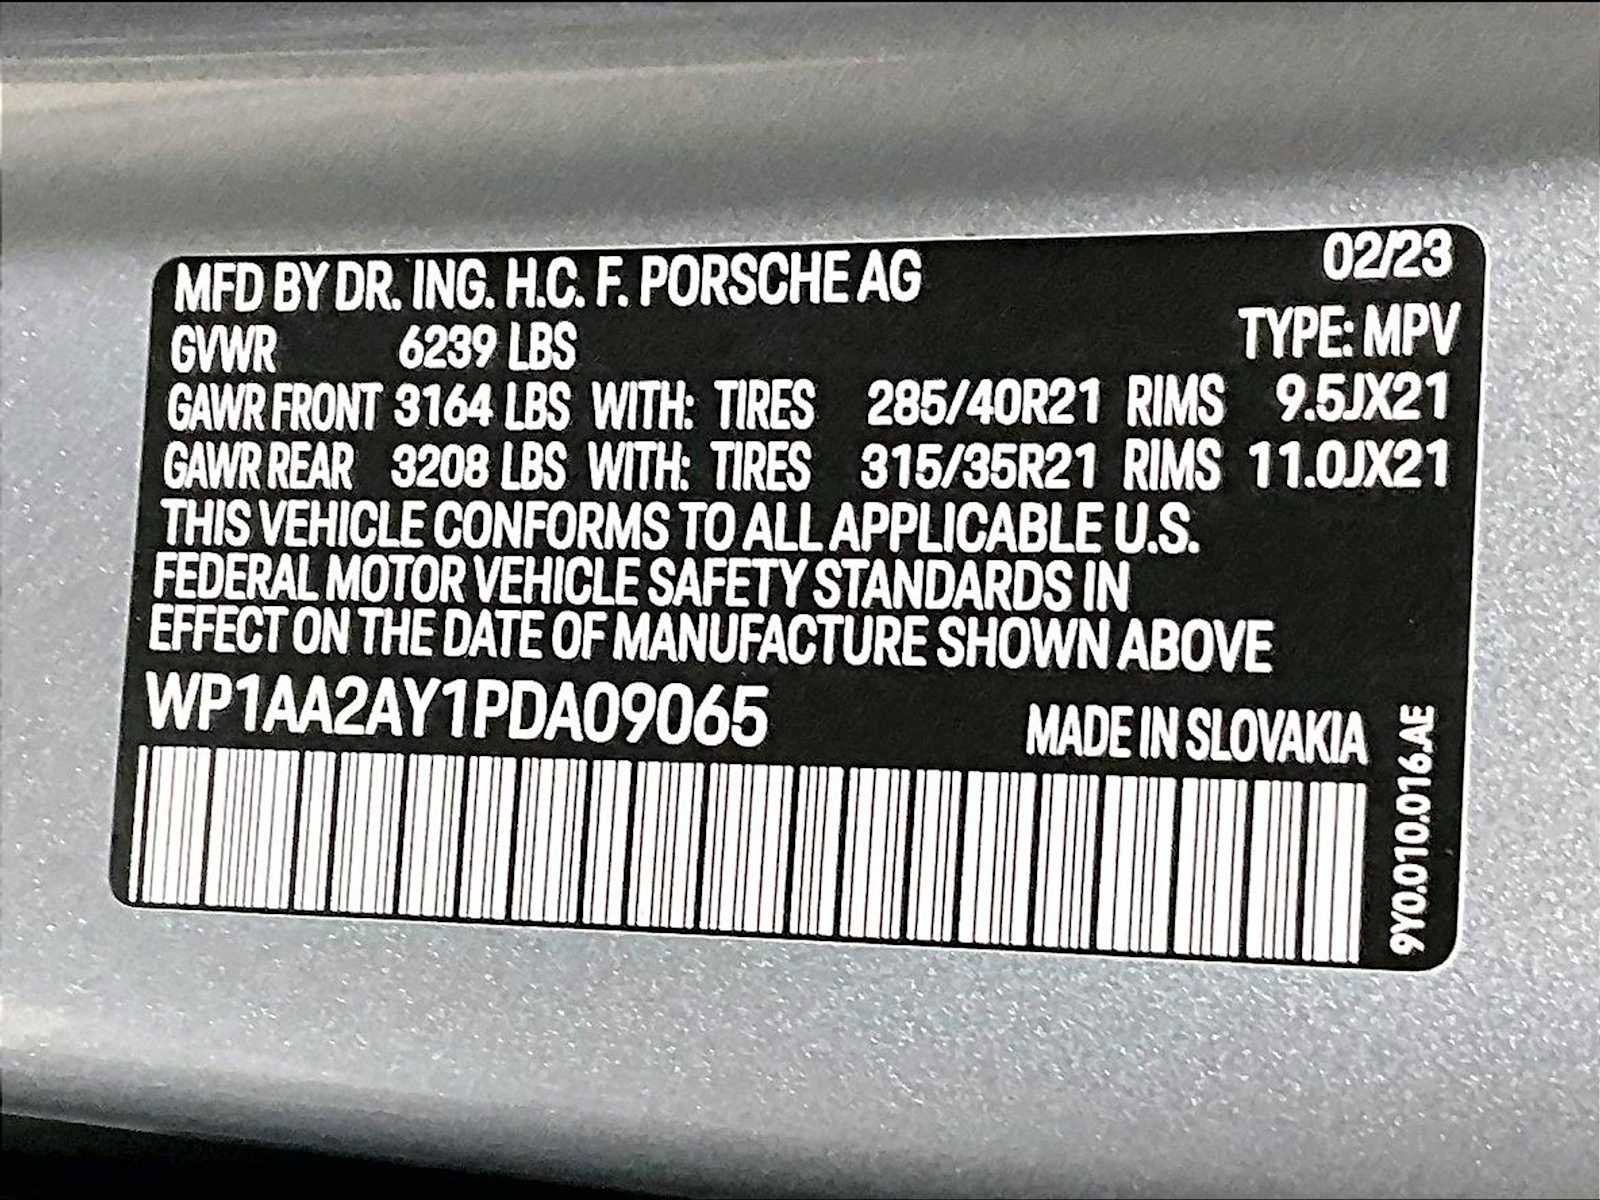 MFD BY DR. ING. H.C. F. PORSCHE AG 02/23
GVWR 6239 LBS TYPE: MPV
GAWR FRONT 3164 LBS WITH: TIRES 285/40R21 RIMS 9.5JX21
GAWR REAR 3208 LBS WITH: TIRES 315/35R21 RIMS 11.0JX21
THIS VEHICLE CONFORMS TO ALL APPLICABLE U.S.
FEDERAL MOTOR VEHICLE SAFETY STANDARDS IN
EFFECT ON THE DATE OF MANUFACTURE SHOWN ABOVE
WP1AA2AY1PDA09065 MADE IN SLOVAKIA
9Y0.010.016.AE